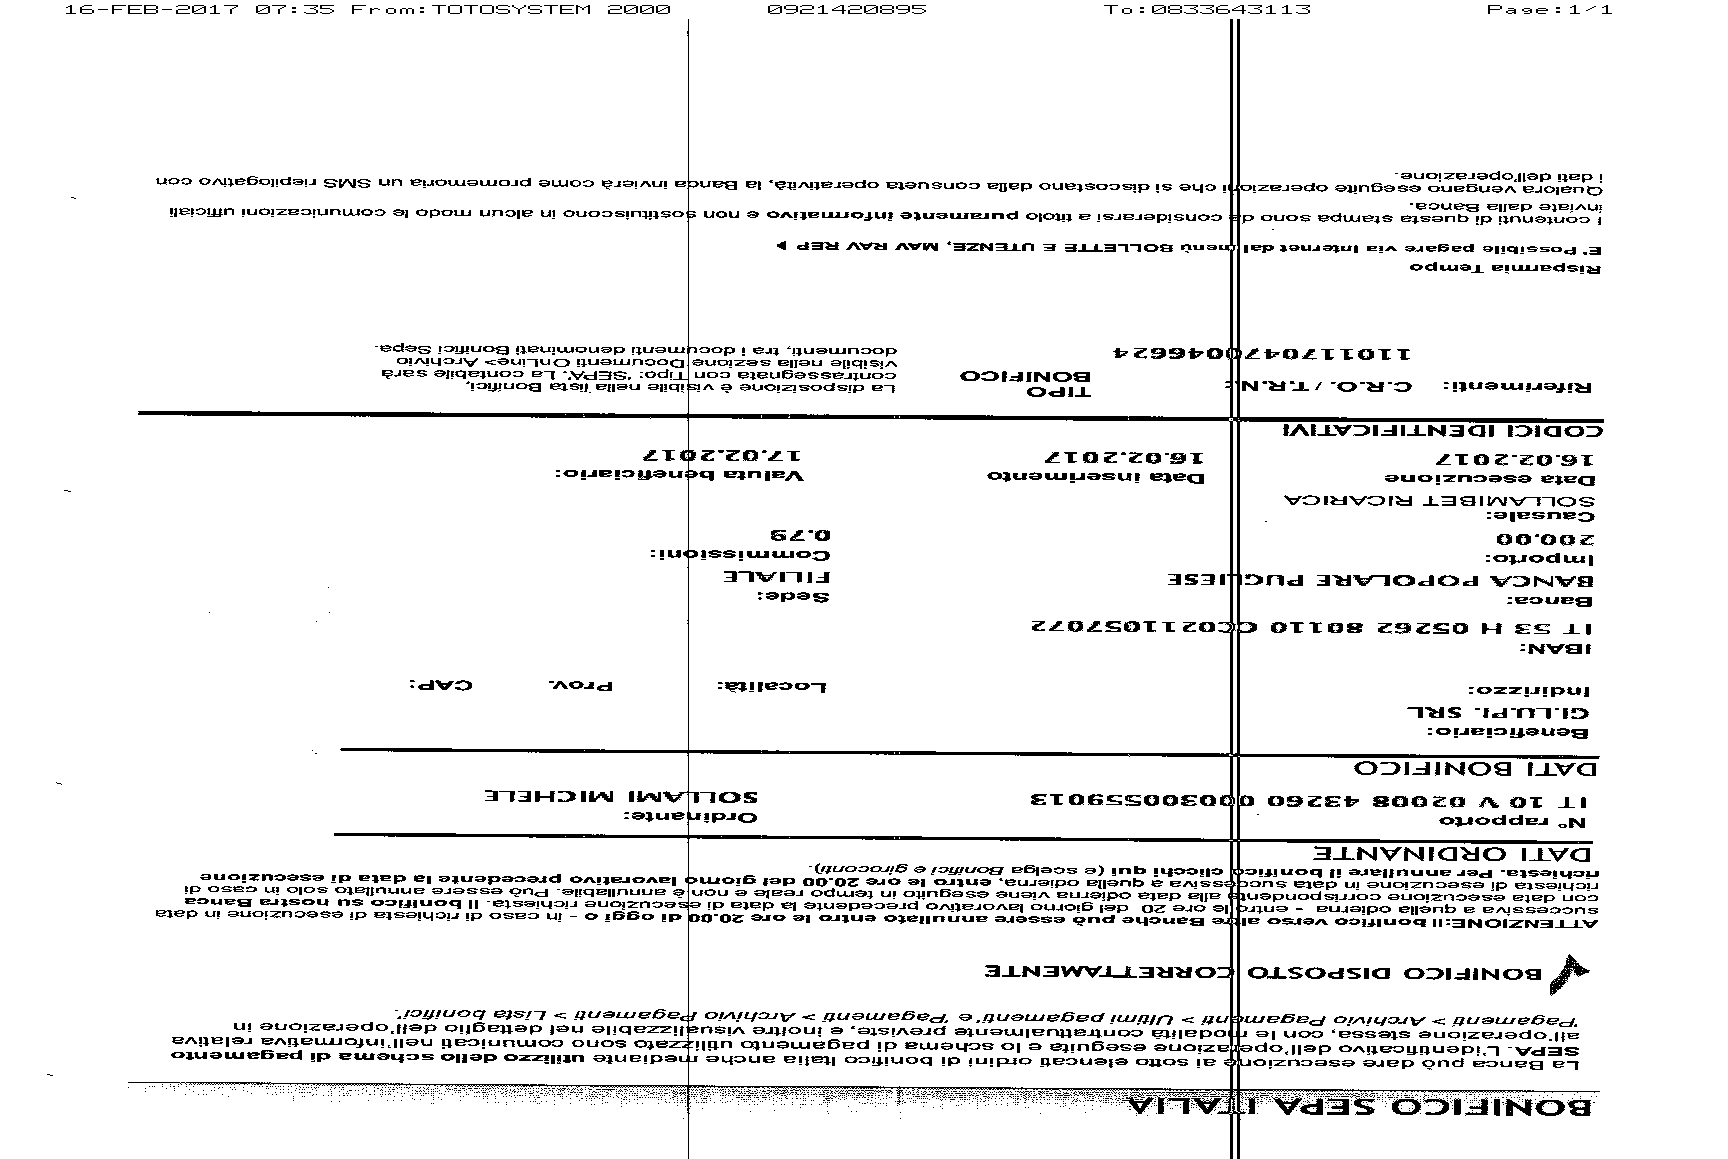 16-FEB-2017 07:35 From:TOTOSYSTEM 2000 0921420895 To:0833643113 Page:1/1
BONIFICO SEPA ITALIA
La Banca può dare esecuzione ai sotto elencati ordini di bonifico Italia anche mediante utilizzo dello schema di pagamento
SEPA. L'identificativo dell'operazione eseguita e lo schema di pagamento utilizzato sono comunicati nell'informativa relativa
all'operazione stessa, con le modalità contrattualmente previste, e inoltre visualizzabile nel dettaglio dell'operazione in
'Pagamenti > Archivio Pagamenti > Ultimi pagamenti' e 'Pagamenti > Archivio Pagamenti > Lista bonifici'.
BONIFICO DISPOSTO CORRETTAMENTE
ATTENZIONE:Il bonifico verso altre Banche può essere annullato entro le ore 20.00 di oggi o - in caso di richiesta di esecuzione in data
successiva a quella odierna - entro le ore 20 del giorno lavorativo precedente la data di esecuzione richiesta. Il bonifico su nostra Banca
con data esecuzione corrispondente alla data odierna viene eseguito in tempo reale e non è annullabile. Può essere annullato solo in caso di
richiesta di esecuzione in data successiva a quella odierna, entro le ore 20.00 del giorno lavorativo precedente la data di esecuzione
richiesta. Per annullare il bonifico clicchi qui (e scelga Bonifici e giroconti).
DATI ORDINANTE
N° rapporto Ordinante:
IT 10 V 02008 43260 000300559013 SOLLAMI MICHELE
DATI BONIFICO
Beneficiario:
GI.LU.PI. SRL
Indirizzo: Località: Prov. CAP:
IBAN:
IT 53 H 05262 80110 CC0211057072
Banca: Sede:
BANCA POPOLARE PUGLIESE FILIALE
Importo: Commissioni:
200.00 0.79
Causale:
SOLLAMIBET RICARICA
Data esecuzione Data inserimento Valuta beneficiario:
16.02.2017 16.02.2017 17.02.2017
CODICI IDENTIFICATIVI
Riferimenti: C.R.O. / T.R.N.: TIPO BONIFICO La disposizione è visibile nella lista Bonifici,
contrassegnata con Tipo: "SEPA". La contabile sarà
1101170470046624 visibile nella sezione Documenti OnLine> Archivio
documenti, tra i documenti denominati Bonifici Sepa.
Risparmia Tempo
E' Possibile pagare via Internet dal menù BOLLETTE E UTENZE, MAV RAV REP
I contenuti di questa stampa sono da considerarsi a titolo puramente informativo e non sostituiscono in alcun modo le comunicazioni ufficiali
inviate dalla Banca.
Qualora vengano eseguite operazioni che si discostano dalla consueta operatività, la Banca invierà come promemoria un SMS riepilogativo con
i dati dell'operazione.